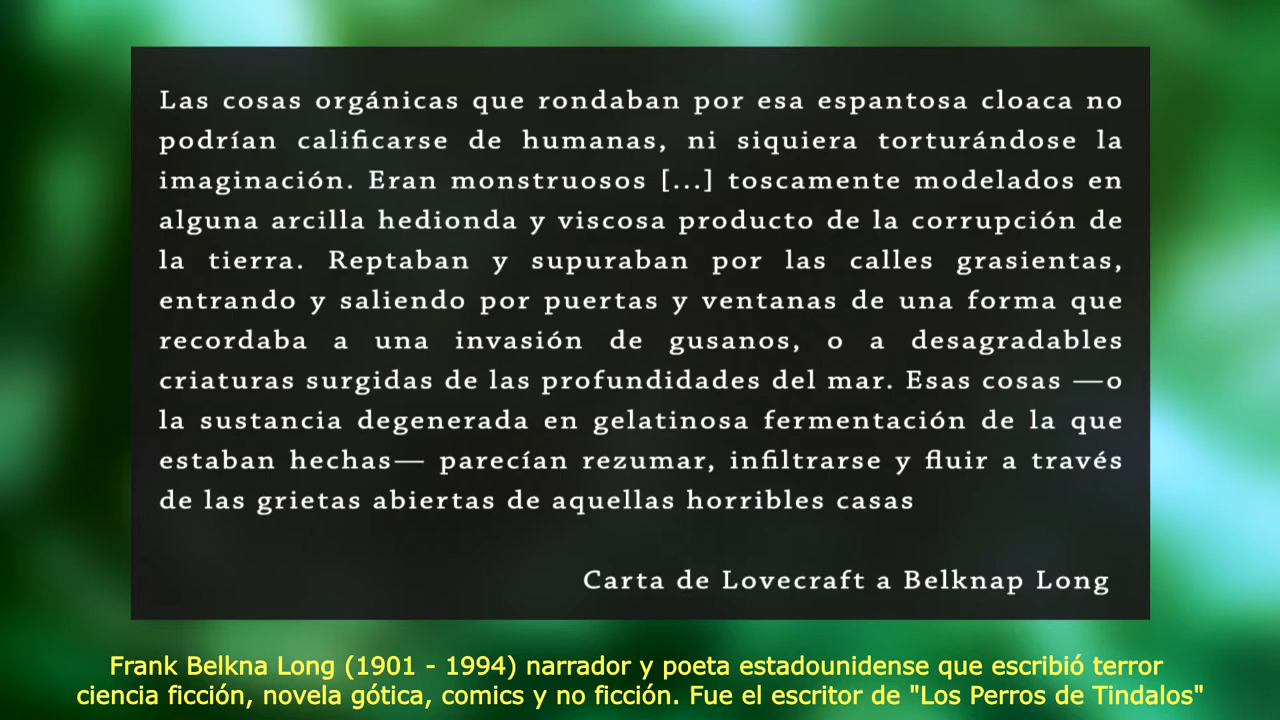 Las cosas orgánicas que rondaban por esa espantosa cloaca no
podrían calificarse de humanas, ni siquiera torturándose la
imaginación. Eran monstruosos [...] toscamente modelados en
alguna arcilla hedionda y viscosa producto de la corrupción de
la tierra. Reptaban y supuraban por las calles grasientas,
entrando y saliendo por puertas y ventanas de una forma que
recordaba a una invasión de gusanos, o a desagradables
criaturas surgidas de las profundidades del mar. Esas cosas —o
la sustancia degenerada en gelatinosa fermentación de la que
estaban hechas— parecían rezumar, infiltrarse y fluir a través
de las grietas abiertas de aquellas horribles casas
Carta de Lovecraft a Belknap Long
Frank Belkna Long (1901 - 1994) narrador y poeta estadounidense que escribió terror
ciencia ficción, novela gótica, comics y no ficción. Fue el escritor de "Los Perros de Tindalos"